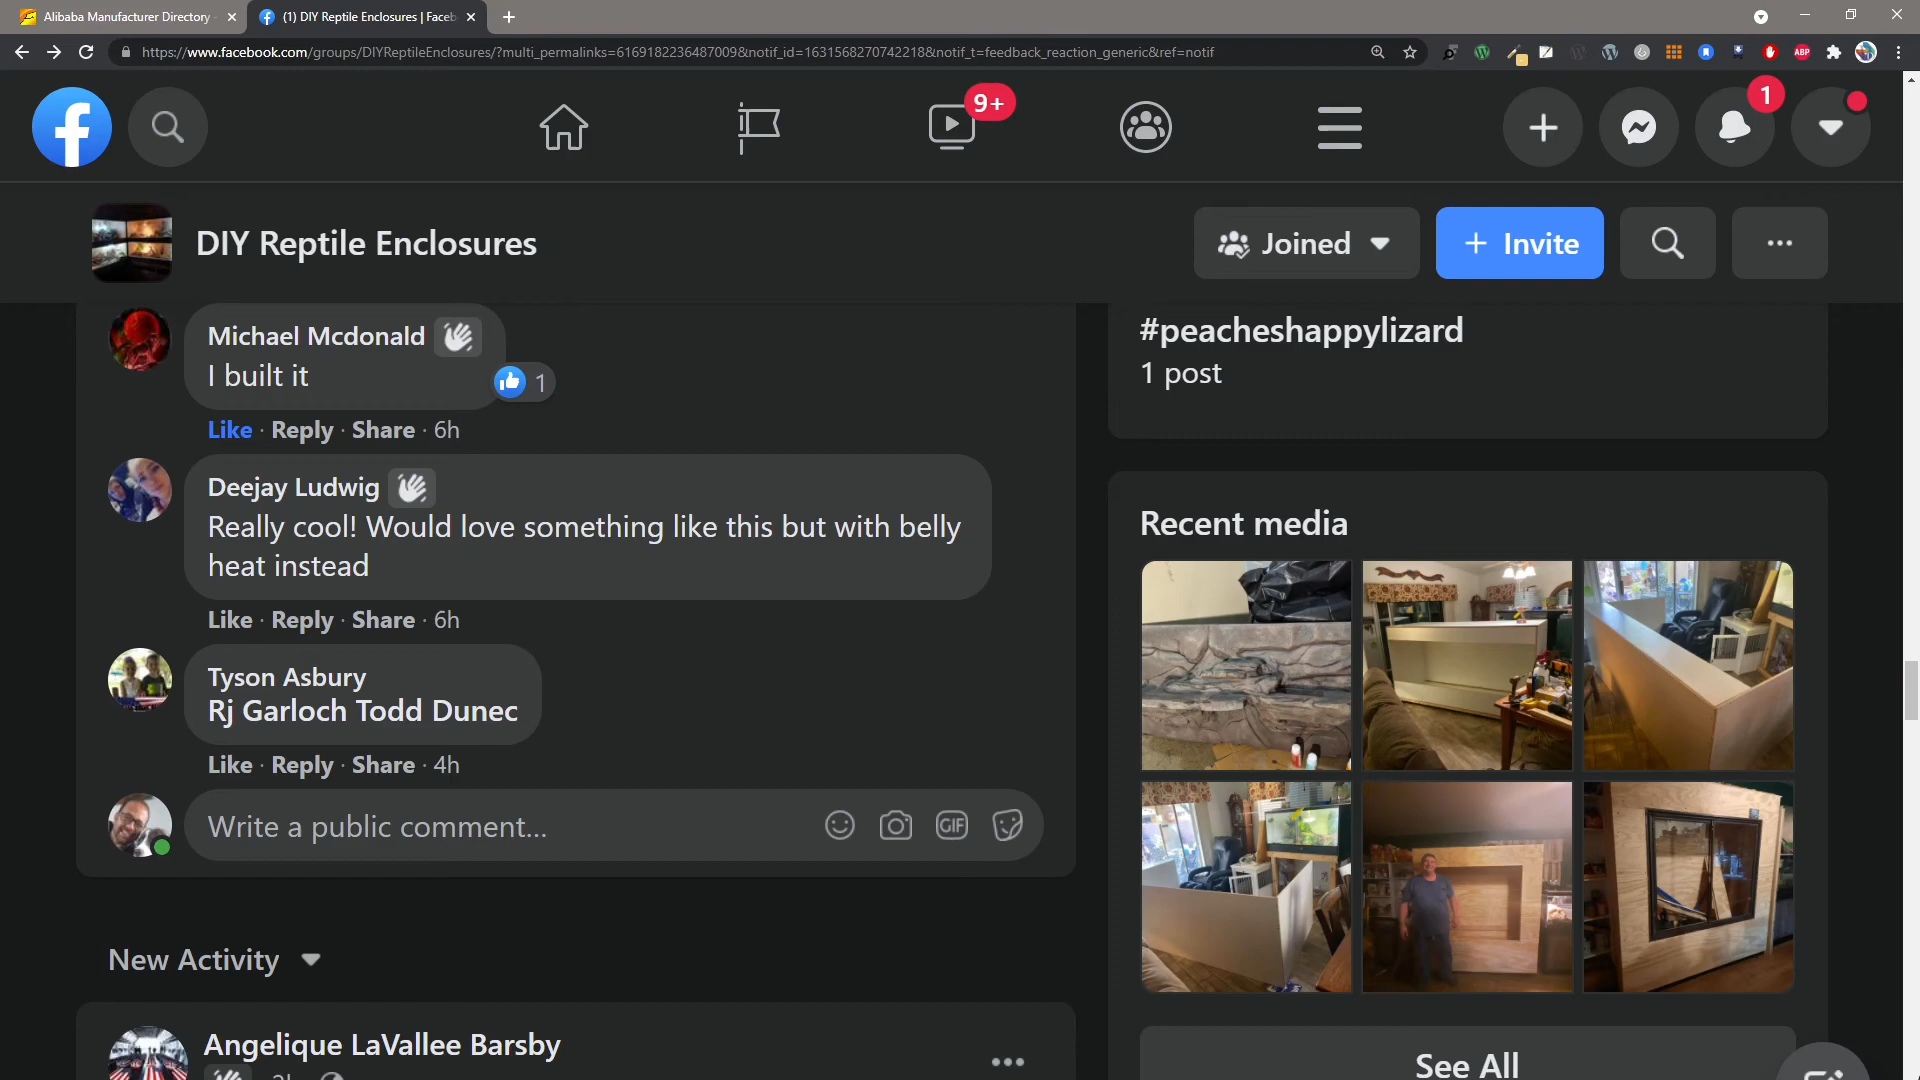 Alibaba Manufacturer Directory
(1) DIY Reptile Enclosures | Faceb
https://www.facebook.com/groups/DIYReptileEnclosures/?multi_permalinks=6169182236487009&notif_id=1631568270742218&notif_t=feedback_reaction_generic&ref=notif
ABP
9+
1
DIY Reptile Enclosures
Joined
+ Invite
Michael Mcdonald
I built it
1
Like · Reply · Share · 6h
Deejay Ludwig
Really cool! Would love something like this but with belly
heat instead
Like · Reply · Share · 6h
Tyson Asbury
Rj Garloch Todd Dunec
Like · Reply · Share · 4h
Write a public comment...
GIF
New Activity
Angelique LaVallee Barsby
#peacheshappylizard
1 post
Recent media
See All